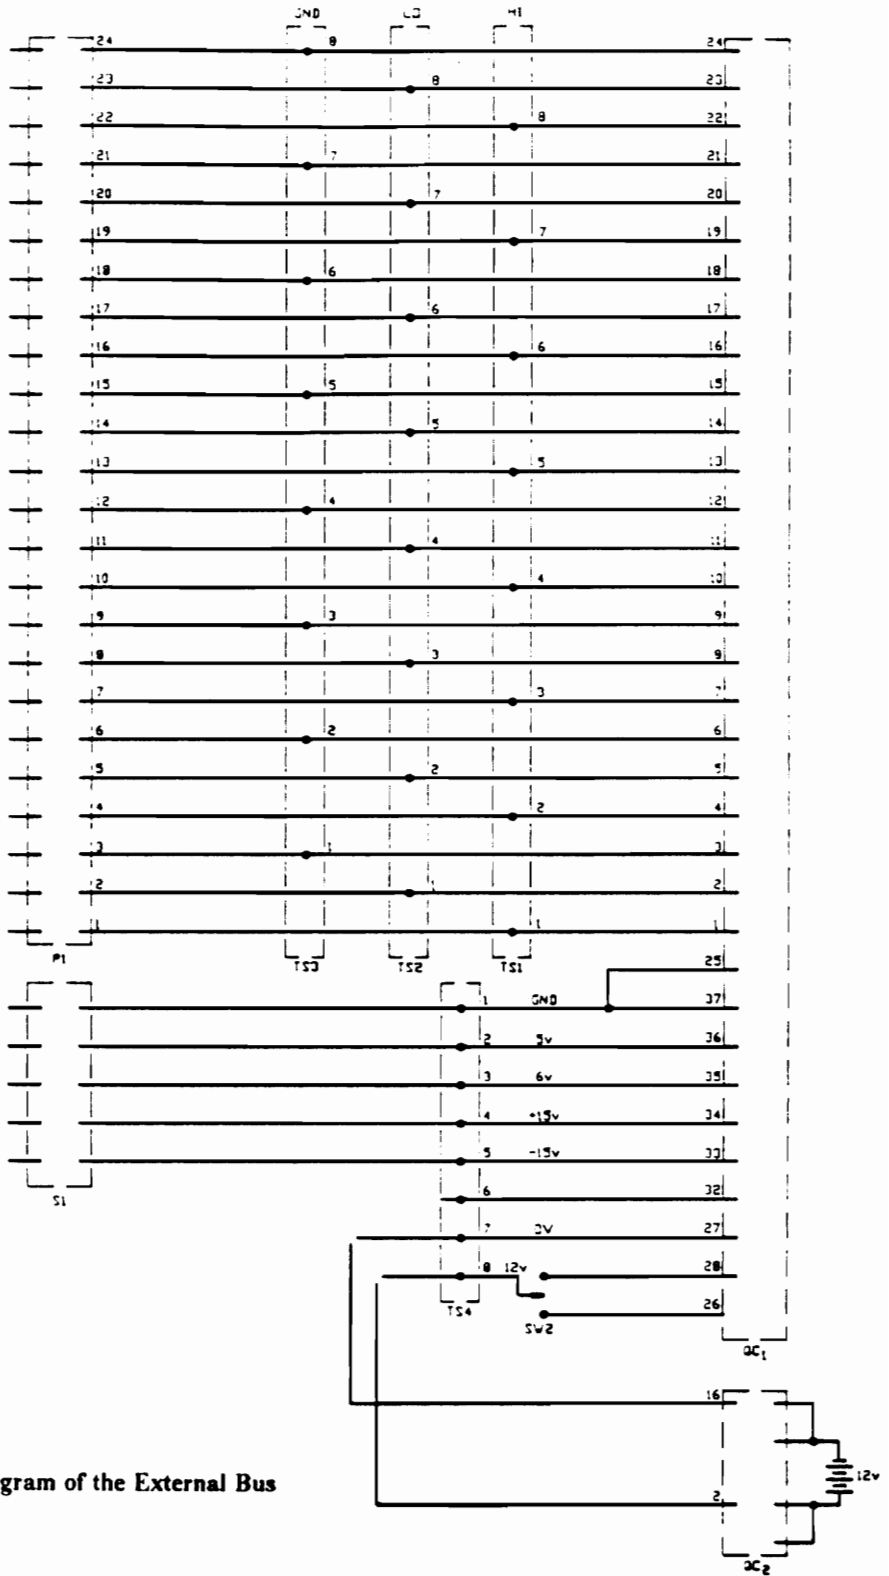 GND LO HI
24 8 24
23 8 23
22 8 22
21 7 21
20 7 20
19 7 19
18 6 18
17 6 17
16 6 16
15 5 15
14 5 14
13 5 13
12 4 12
11 4 11
10 4 10
9 3 9
8 3 9
7 3 7
6 2 6
5 2 5
4 2 4
3 1 3
2 1 2
1 1 1
P1 TS3 TS2 TS1
25
1 GND 37
2 5v 36
3 6v 35
4 +15v 34
5 -15v 33
S1
6 32
7 0V 27
8 12v 28
26
TS4 SW2
QC1
16
12v
2
gram of the External Bus
QC2